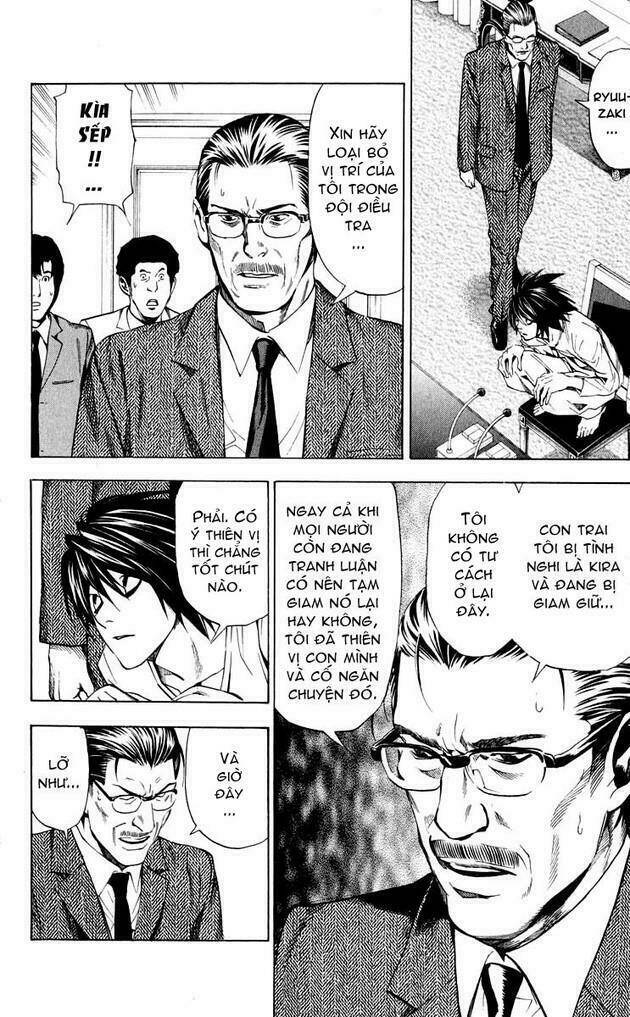 RYUU-
ZAKI
...
XIN HÃY
LOẠI BỎ
VỊ TRÍ CỦA
TÔI TRONG
ĐỘI ĐIỀU
TRA
...
KÌA
SẾP
!!
...
CON TRAI
TÔI BỊ TÌNH
NGHI LÀ KIRA
VÀ ĐANG BỊ
GIAM GIỮ...
TÔI
KHÔNG
CÓ TƯ
CÁCH
Ở LẠI
ĐÂY.
NGAY CẢ KHI
MỌI NGƯỜI
CÒN ĐANG
TRANH LUẬN
CÓ NÊN TẠM
GIAM NÓ LẠI
HAY KHÔNG,
TÔI ĐÃ THIÊN
VỊ CON MÌNH
VÀ CỐ NGĂN
CHUYỆN ĐÓ.
PHẢI. CÓ
Ý THIÊN VỊ
THÌ CHẲNG
TỐT CHÚT
NÀO.
VÀ
GIỜ
ĐÂY
...
LỠ
NHƯ...